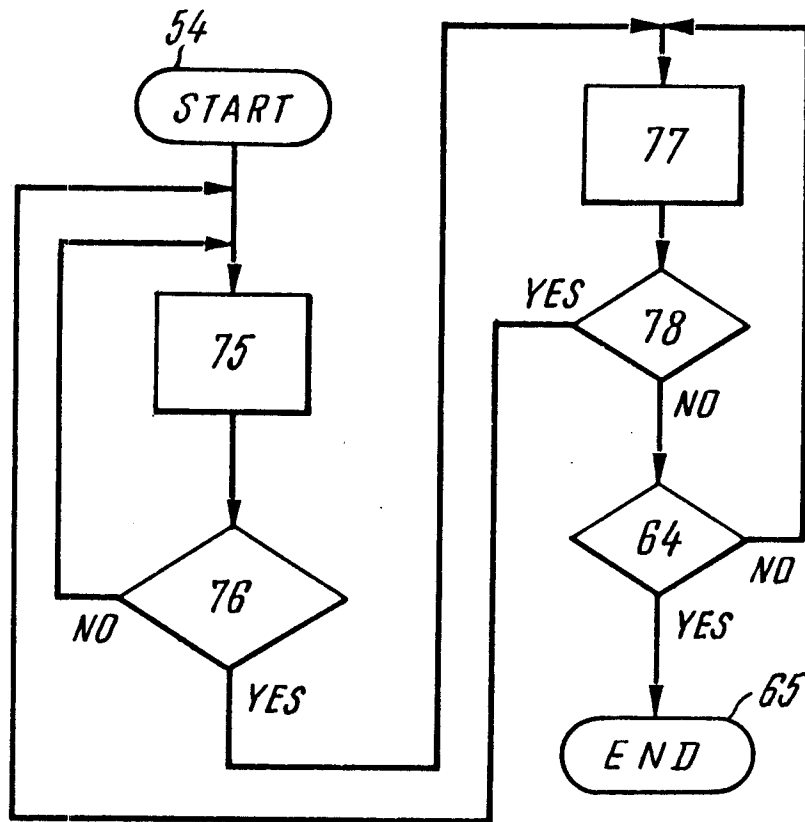 54
START
75
76
NO
YES
77
YES
78
NO
64
NO
YES
65
END